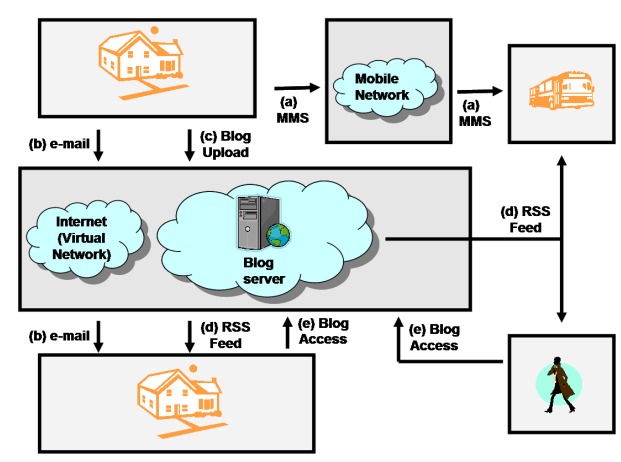 Mobile
Network
(a)
MMS
(a)
MMS
(b) e-mail
(c) Blog
Upload
Internet
(Virtual
Network)
Blog
server
(d) RSS
Feed
(b) e-mail
(d) RSS
Feed
(e) Blog
Access
(e) Blog
Access